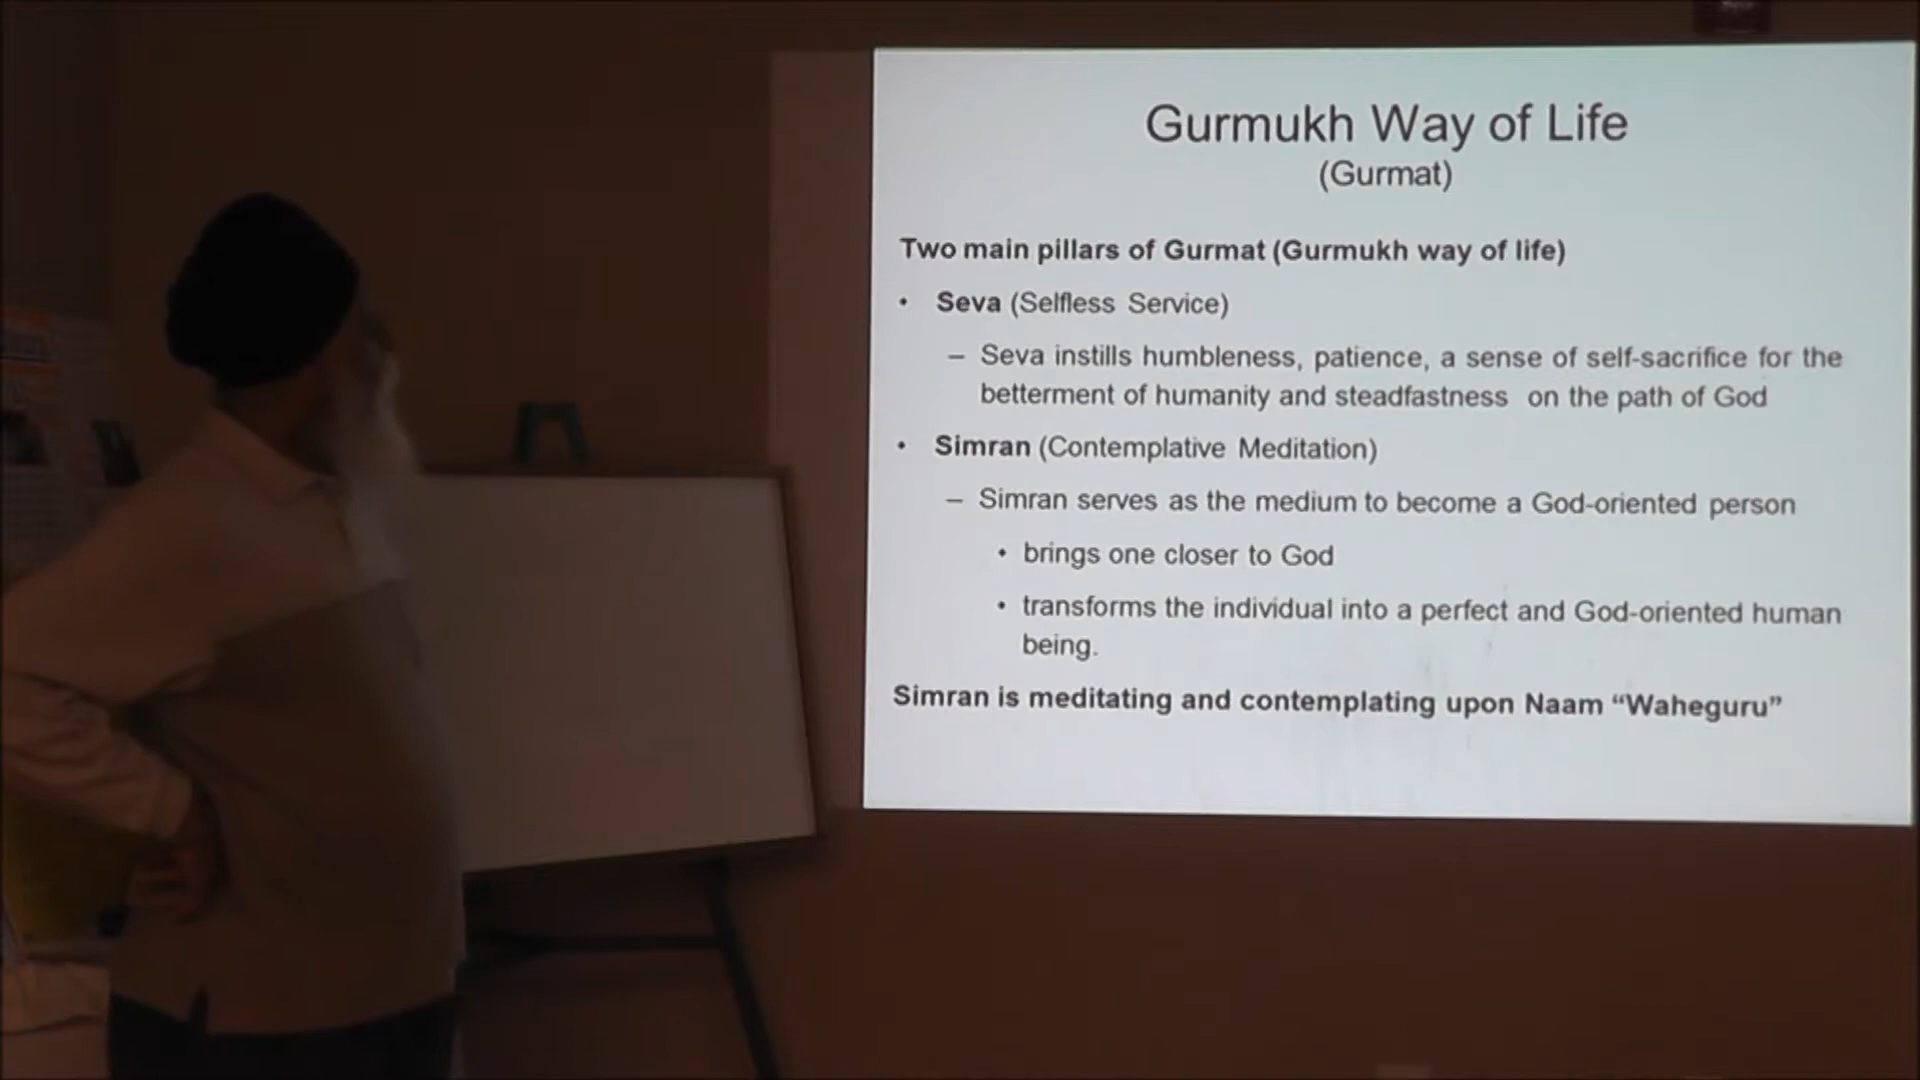 Gurmukh Way of Life
(Gurmat)
Two main pillars of Gurmat (Gurmukh way of life)
• Seva (Selfless Service)
– Seva instills humbleness, patience, a sense of self-sacrifice for the
betterment of humanity and steadfastness on the path of God
• Simran (Contemplative Meditation)
– Simran serves as the medium to become a God-oriented person
• brings one closer to God
• transforms the individual into a perfect and God-oriented human
being.
Simran is meditating and contemplating upon Naam “Waheguru”